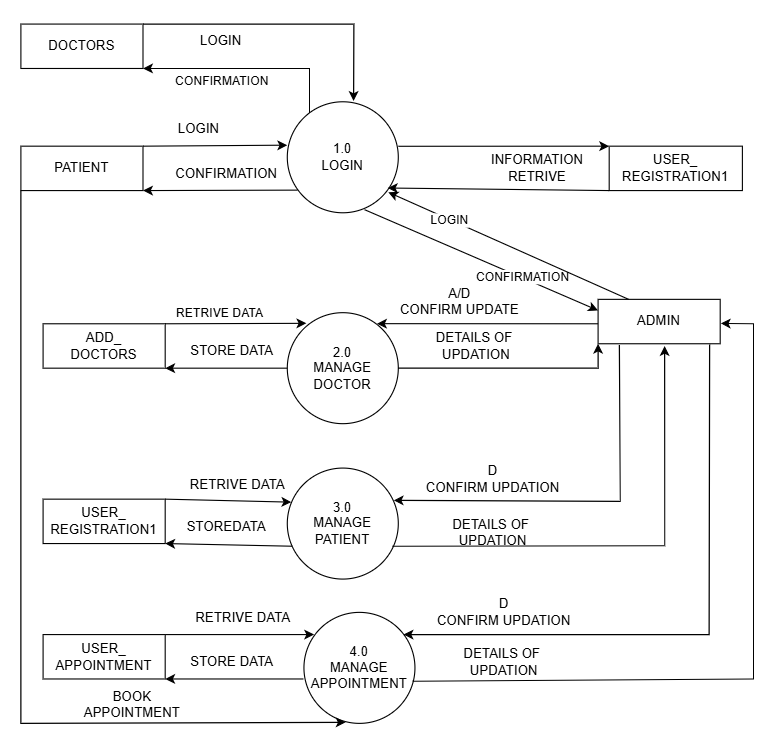 DOCTORS
LOGIN
CONFIRMATION
LOGIN
PATIENT
CONFIRMATION
1.0
LOGIN
INFORMATION
RETRIVE
USER_
REGISTRATION1
LOGIN
CONFIRMATION
ADMIN
RETRIVE DATA
ADD_
DOCTORS
STORE DATA
2.0
MANAGE
DOCTOR
A/D
CONFIRM UPDATE
DETAILS OF
UPDATION
RETRIVE DATA
USER_
REGISTRATION1
STOREDATA
3.0
MANAGE
PATIENT
D
CONFIRM UPDATION
DETAILS OF
UPDATION
RETRIVE DATA
USER_
APPOINTMENT
STORE DATA
4.0
MANAGE
APPOINTMENT
D
CONFIRM UPDATION
DETAILS OF
UPDATION
BOOK
APPOINTMENT